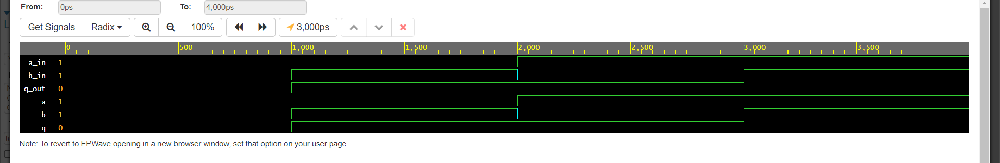 From: 0ps To: 4,000ps
Get Signals Radix 100% 3,000ps
0 500 1,000 1,500 2,000 2,500 3,000 3,500
a_in 1
b_in 1
q_out 0
a 1
b 1
q 0
Note: To revert to EPWave opening in a new browser window, set that option on your user page.